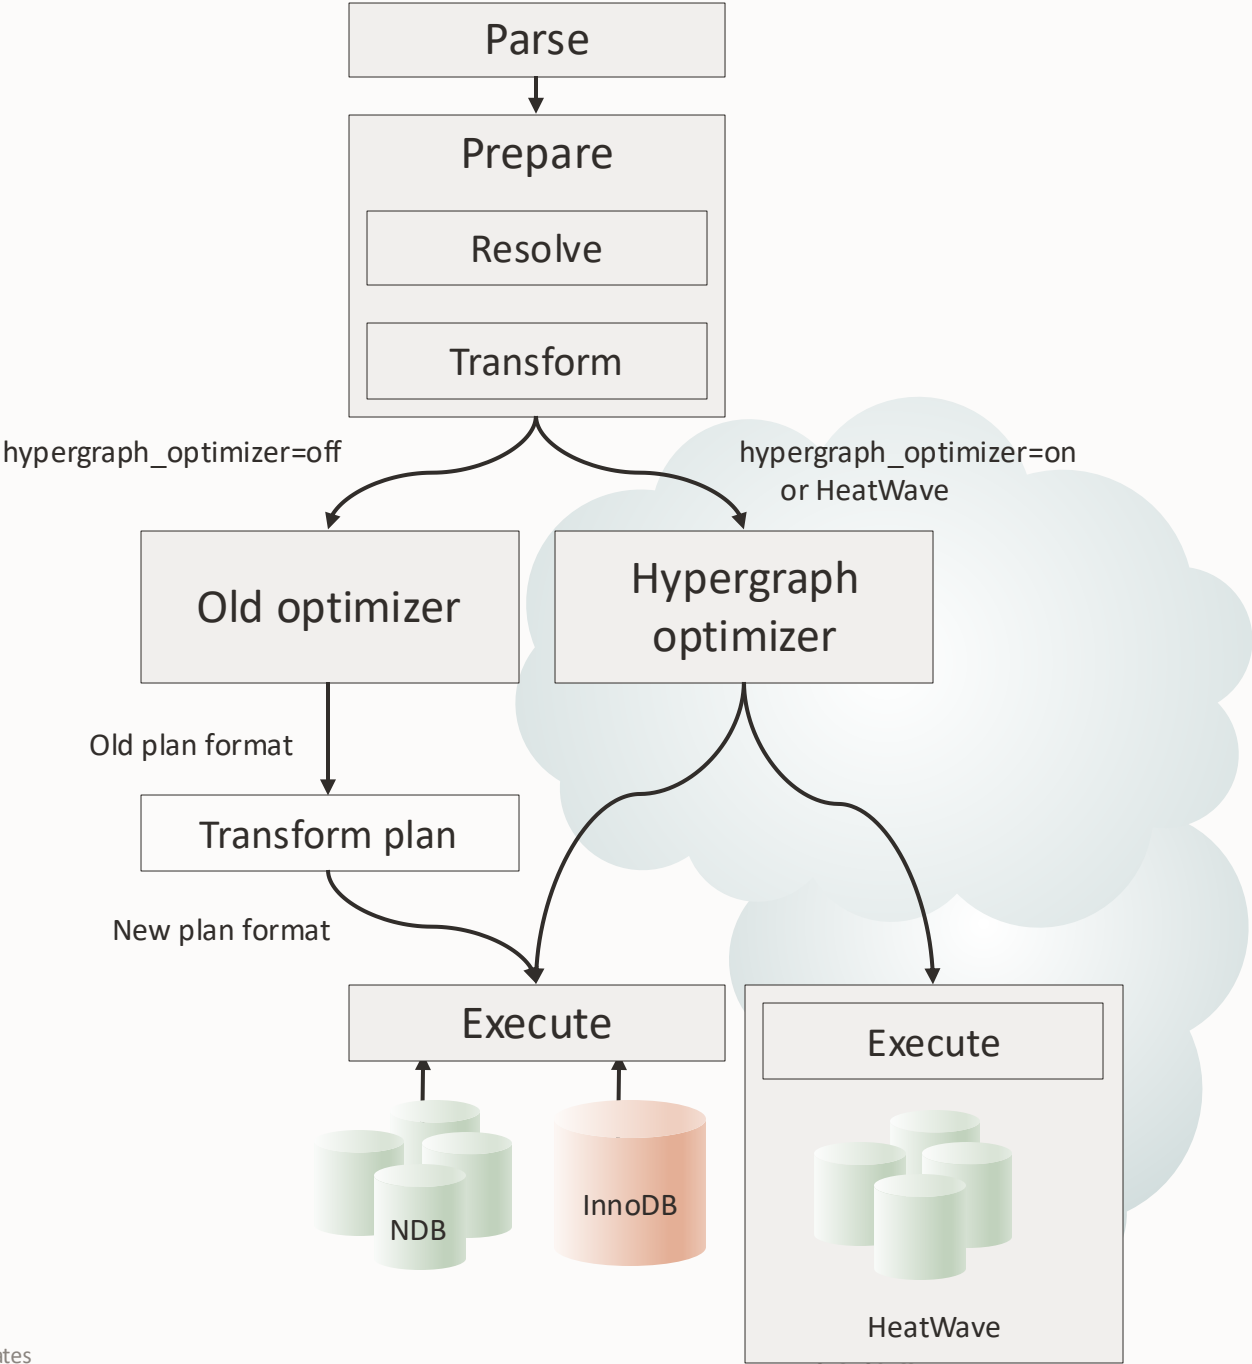 Parse
Prepare
Resolve
Transform
hypergraph_optimizer=off
hypergraph_optimizer=on
or HeatWave
Old optimizer
Hypergraph
optimizer
Old plan format
Transform plan
New plan format
Execute
Execute
NDB
InnoDB
HeatWave